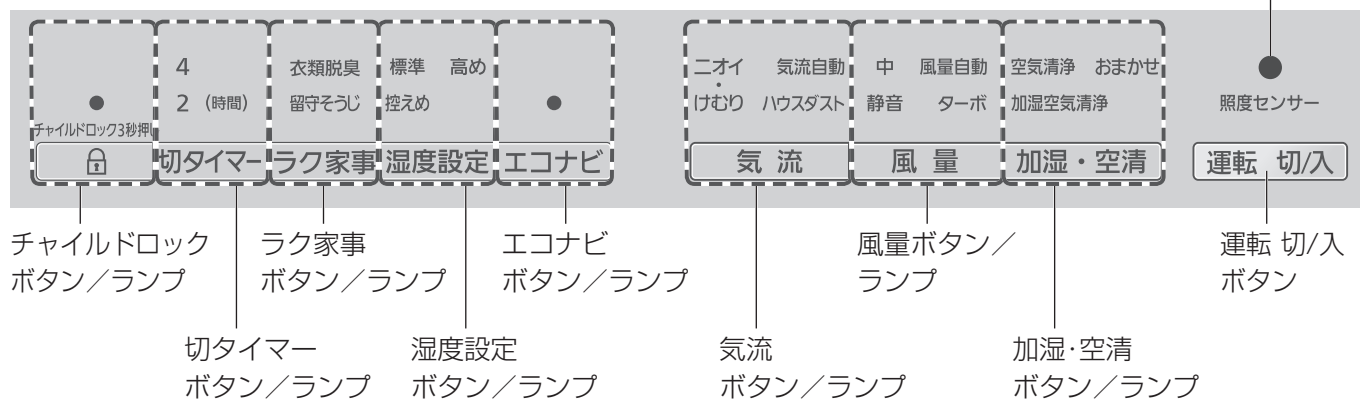 4 衣類脱臭 標準 高め ニオイ 気流自動 中 風量自動 空気清浄 おまかせ
・
2 （時間） 留守そうじ 控えめ けむり ハウスダスト 静音 ターボ 加湿空気清浄 照度センサー
チャイルドロック3秒押し
切タイマー ラク家事 湿度設定 エコナビ 気 流 風 量 加湿・空清 運転 切/入
チャイルドロック ラク家事 エコナビ 風量ボタン／ 運転 切/入
ボタン／ランプ ボタン／ランプ ボタン／ランプ ランプ ボタン
切タイマー 湿度設定 気流 加湿･空清
ボタン／ランプ ボタン／ランプ ボタン／ランプ ボタン／ランプ